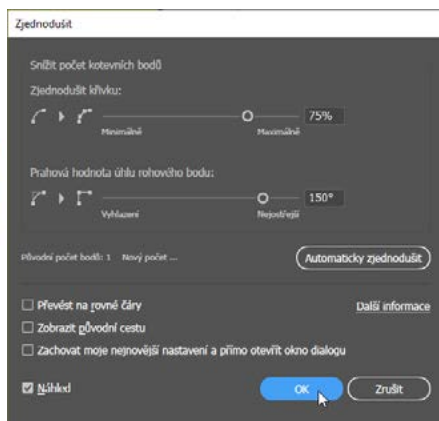 Zjednodušit
Snížit počet kotevních bodů
Zjednodušit křivku:
75%
Minimálně Maximálně
Prahová hodnota úhlu rohového bodu:
150°
Vyhlazení Nejostřejší
Původní počet bodů: 1 Nový počet ...
Automaticky zjednodušit
Převést na rovné čáry
Další informace
Zobrazit původní cestu
Zachovat moje nejnovější nastavení a přímo otevřít okno dialogu
Náhled
OK
Zrušit